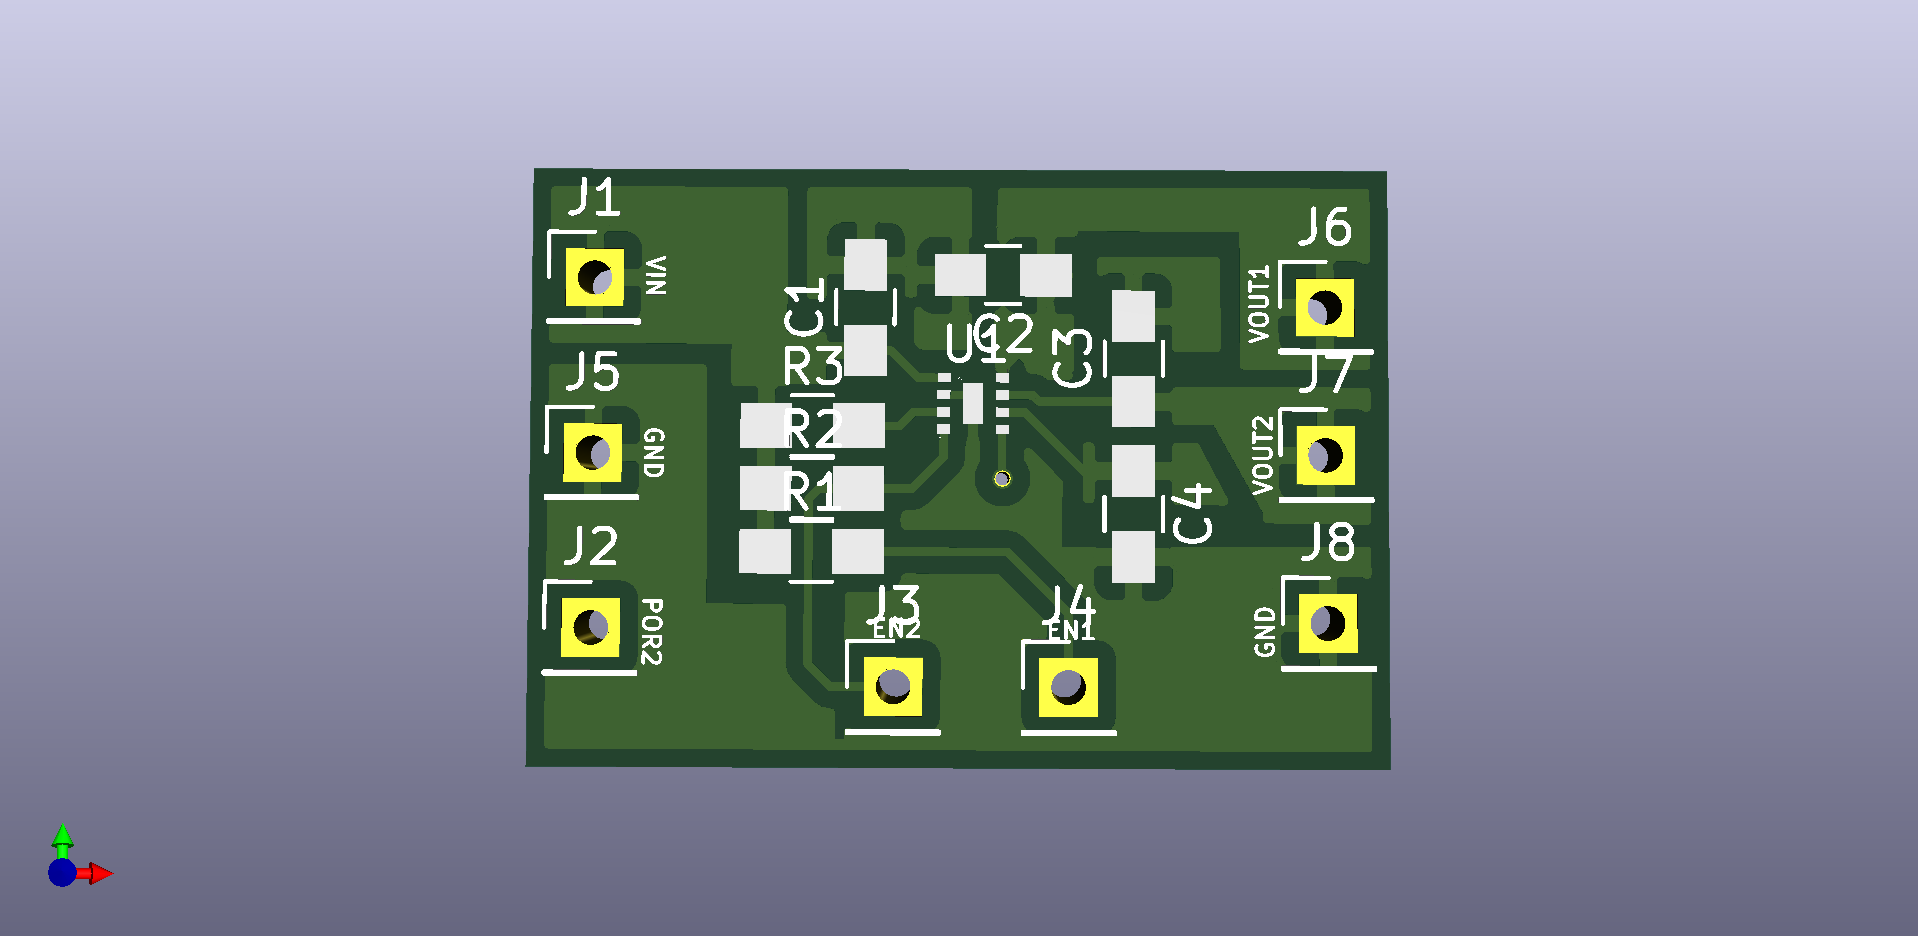 J1
VIN
J5
GND
J2
POR2
C1
R3
R2
R1
U1
C2
C3
C4
J3
EN2
J4
EN1
J6
VOUT1
J7
VOUT2
J8
GND